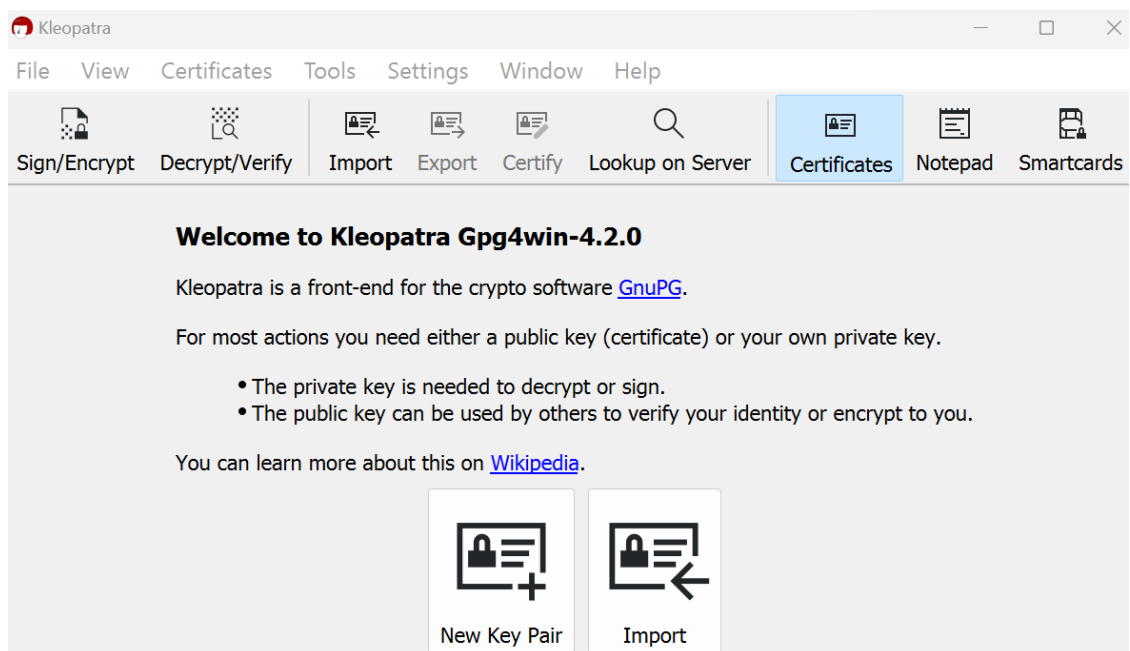 Kleopatra
File View Certificates Tools Settings Window Help
Sign/Encrypt Decrypt/Verify Import Export Certify Lookup on Server Certificates Notepad Smartcards
Welcome to Kleopatra Gpg4win-4.2.0
Kleopatra is a front-end for the crypto software GnuPG.
For most actions you need either a public key (certificate) or your own private key.
• The private key is needed to decrypt or sign.
• The public key can be used by others to verify your identity or encrypt to you.
You can learn more about this on Wikipedia.
New Key Pair Import